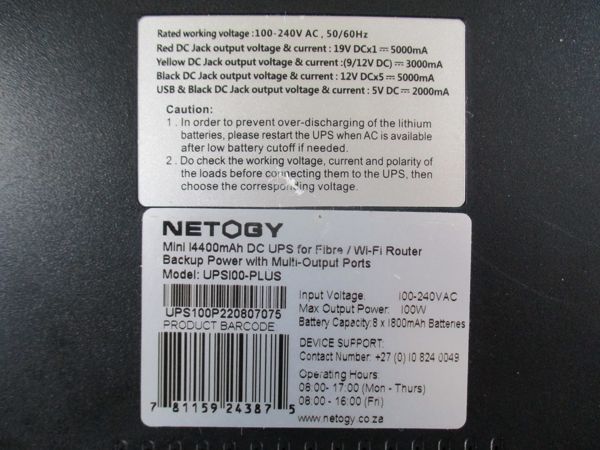 Rated working voltage :100-240V AC , 50/60Hz
Red DC Jack output voltage & current : 19V DCx1 ⎓ 5000mA
Yellow DC Jack output voltage & current :(9/12V DC) ⎓ 3000mA
Black DC Jack output voltage & current : 12V DCx5 ⎓ 5000mA
USB & Black DC Jack output voltage & current : 5V DC ⎓ 2000mA
Caution:
1 . In order to prevent over-discharging of the lithium
batteries, please restart the UPS when AC is available
after low battery cutoff if needed.
2 . Do check the working voltage, current and polarity of
the loads before connecting them to the UPS, then
choose the corresponding voltage.
NETOGY
Mini 14400mAh DC UPS for Fibre / Wi-Fi Router
Backup Power with Multi-Output Ports
Model: UPS100-PLUS
UPS100P220807075
PRODUCT BARCODE
Input Voltage: 100-240VAC
Max Output Power: 100W
Battery Capacity: 8 x 1800mAh Batteries
DEVICE SUPPORT:
Contact Number: +27 (0) 10 824 0049
Operating Hours:
08:00- 17:00 (Mon - Thurs)
08:00 - 16:00 (Fri)
www.netogy.co.za
7 81159 24387 5